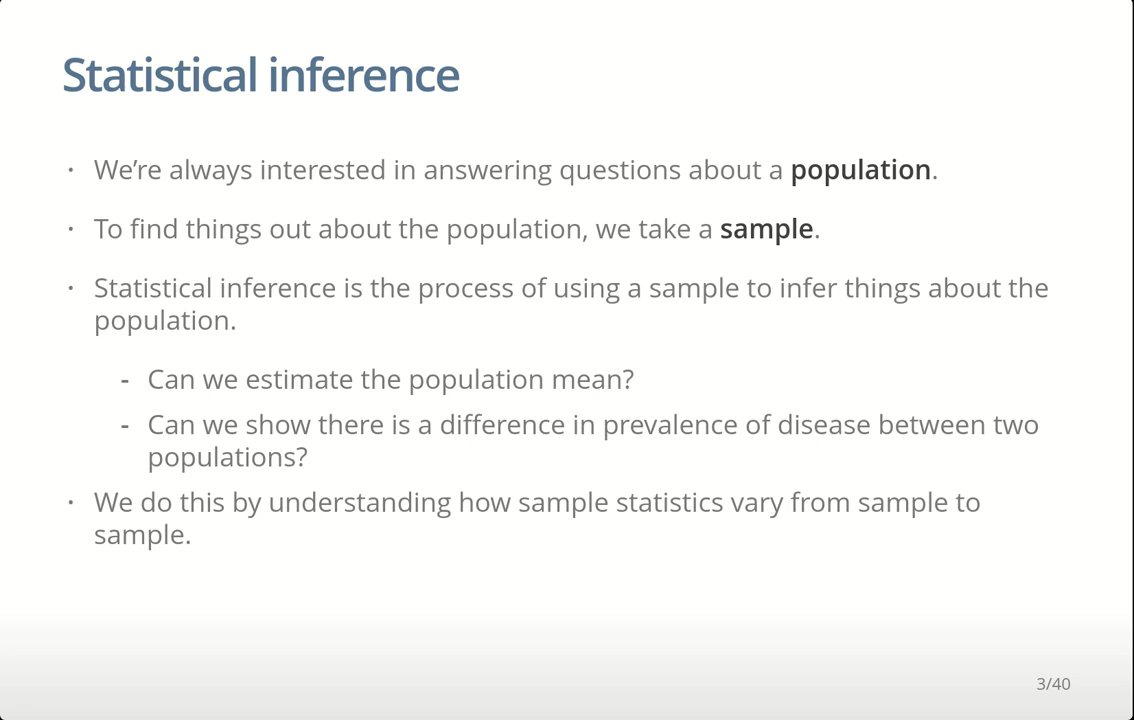 Statistical inference
· We’re always interested in answering questions about a population.
· To find things out about the population, we take a sample.
· Statistical inference is the process of using a sample to infer things about the
population.
- Can we estimate the population mean?
- Can we show there is a difference in prevalence of disease between two
populations?
· We do this by understanding how sample statistics vary from sample to
sample.
3/40